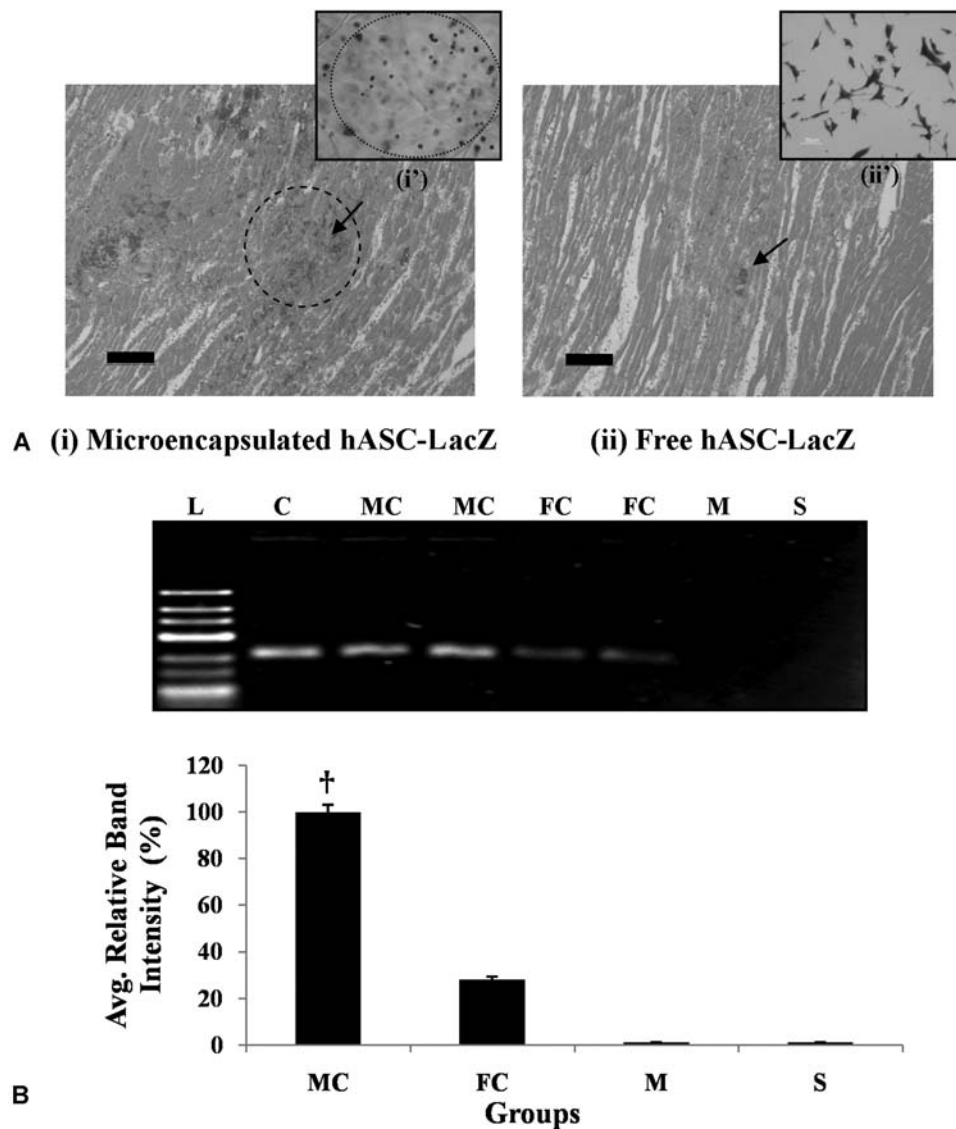 (i')
(ii')
A (i) Microencapsulated hASC-LacZ (ii) Free hASC-LacZ
L C MC MC FC FC M S
Avg. Relative Band
Intensity (%)
120
100
80
60
40
20
0
†
MC FC M S
Groups
B